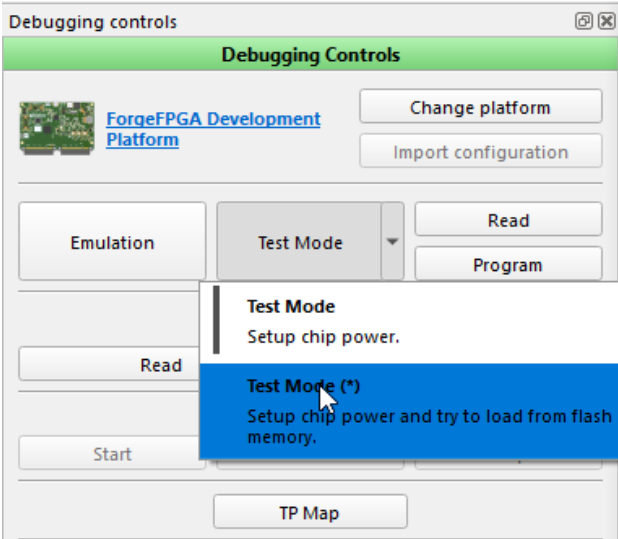 Debugging controls
Debugging Controls
ForgeFPGA Development
Platform
Change platform
Import configuration
Emulation
Test Mode
Read
Program
Test Mode
Setup chip power.
Read
Test Mode (*)
Setup chip power and try to load from flash
memory.
Start
TP Map